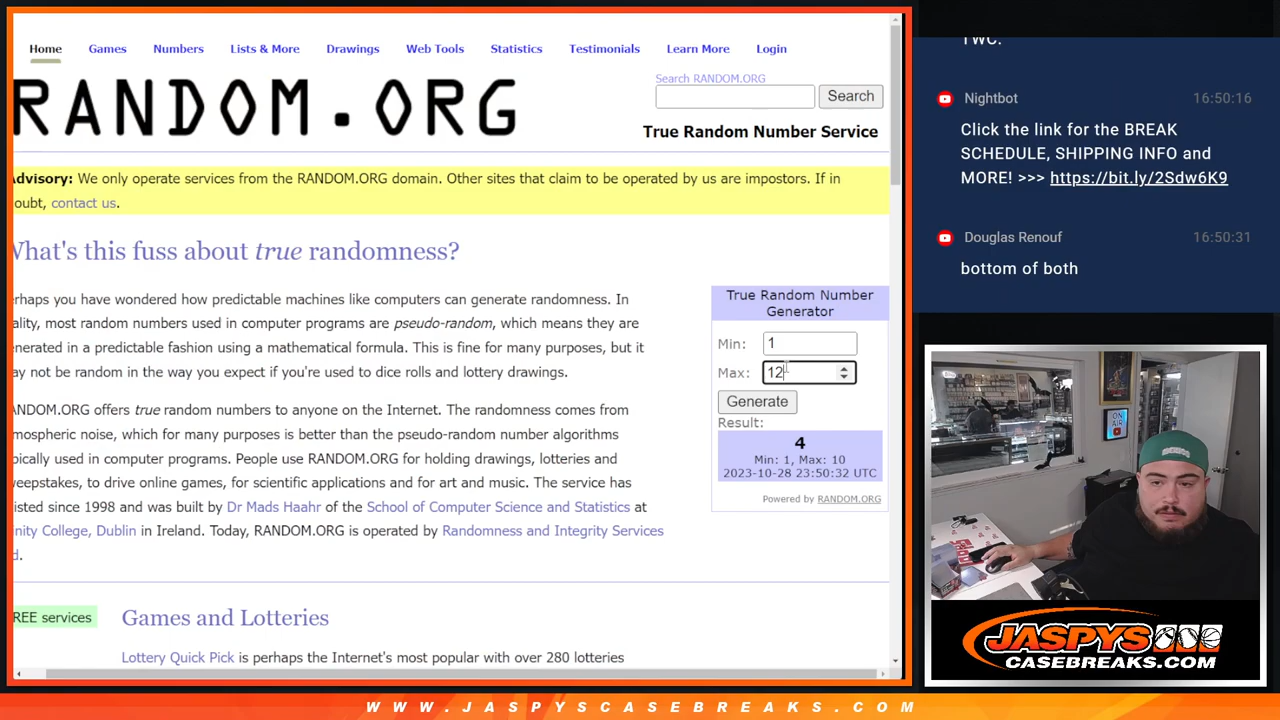 Home Games Numbers Lists & More Drawings Web Tools Statistics Testimonials Learn More Login
RANDOM.ORG
Search RANDOM.ORG
Search
True Random Number Service
Advisory: We only operate services from the RANDOM.ORG domain. Other sites that claim to be operated by us are impostors. If in
oubt, contact us.
What's this fuss about true randomness?
erhaps you have wondered how predictable machines like computers can generate randomness. In
ality, most random numbers used in computer programs are pseudo-random, which means they are
enerated in a predictable fashion using a mathematical formula. This is fine for many purposes, but it
ay not be random in the way you expect if you're used to dice rolls and lottery drawings.
ANDOM.ORG offers true random numbers to anyone on the Internet. The randomness comes from
mospheric noise, which for many purposes is better than the pseudo-random number algorithms
pically used in computer programs. People use RANDOM.ORG for holding drawings, lotteries and
weepstakes, to drive online games, for scientific applications and for art and music. The service has
isted since 1998 and was built by Dr Mads Haahr of the School of Computer Science and Statistics at
inity College, Dublin in Ireland. Today, RANDOM.ORG is operated by Randomness and Integrity Services
d.
True Random Number
Generator
Min: 1
Max: 12
Generate
Result:
4
Min: 1, Max: 10
2023-10-28 23:50:32 UTC
Powered by RANDOM.ORG
REE services
Games and Lotteries
Lottery Quick Pick is perhaps the Internet's most popular with over 280 lotteries
TWC.
Nightbot 16:50:16
Click the link for the BREAK
SCHEDULE, SHIPPING INFO and
MORE! >>> https://bit.ly/2Sdw6K9
Douglas Renouf 16:50:31
bottom of both
ON
AIR
JASPYS
CASEBREAKS.COM
WWW.JASPYSCASEBREAKS.COM